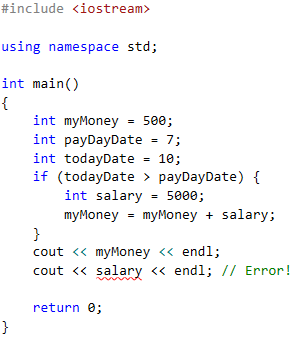 #include <iostream>
using namespace std;
int main()
{
    int myMoney = 500;
    int payDayDate = 7;
    int todayDate = 10;
    if (todayDate > payDayDate) {
        int salary = 5000;
        myMoney = myMoney + salary;
    }
    cout << myMoney << endl;
    cout << salary << endl; // Error!
    return 0;
}